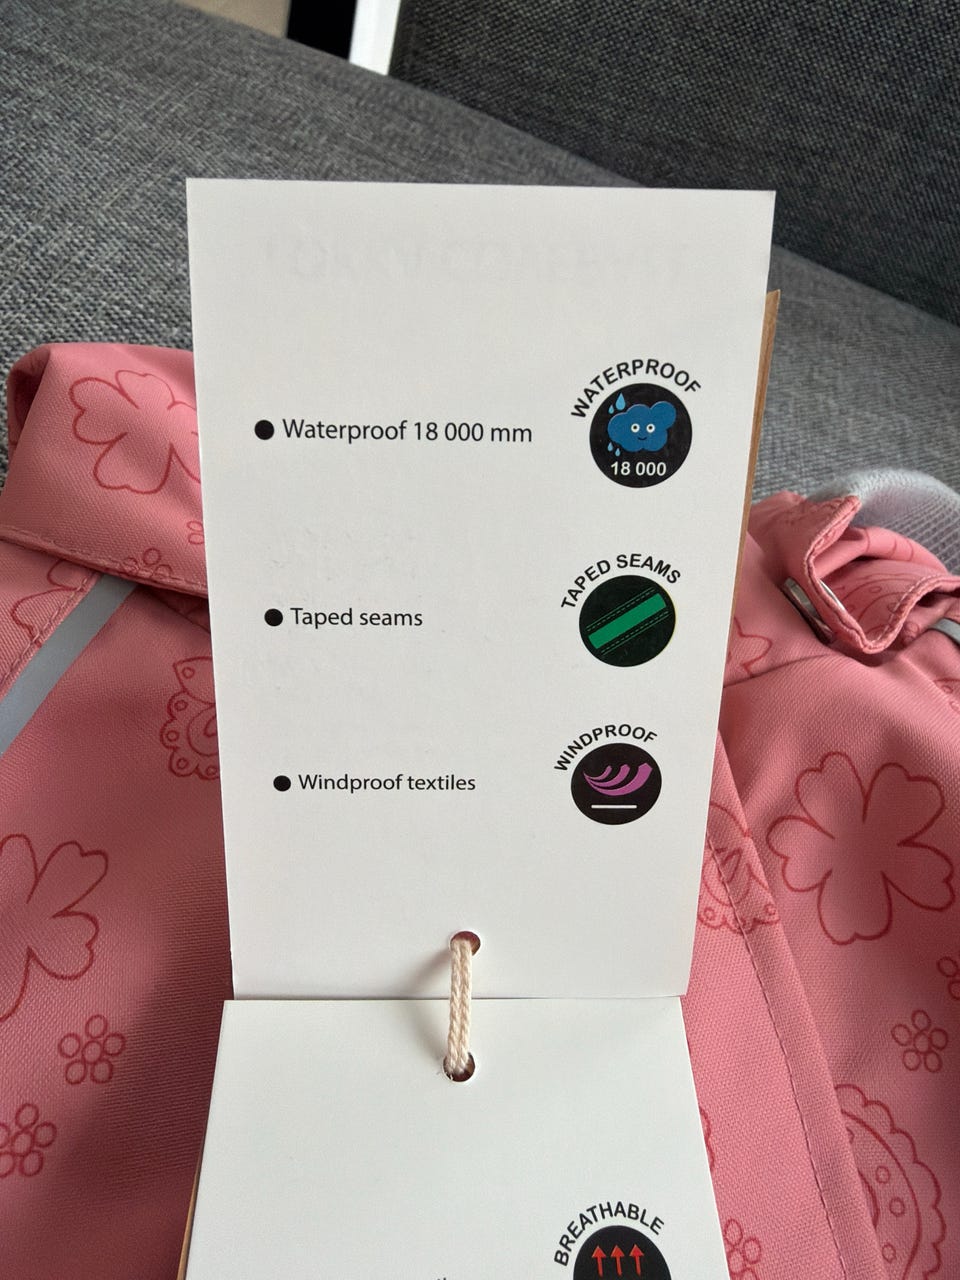 WATERPROOF
● Waterproof 18 000 mm
18 000
TAPED SEAMS
● Taped seams
WINDPROOF
● Windproof textiles
BREATHABLE